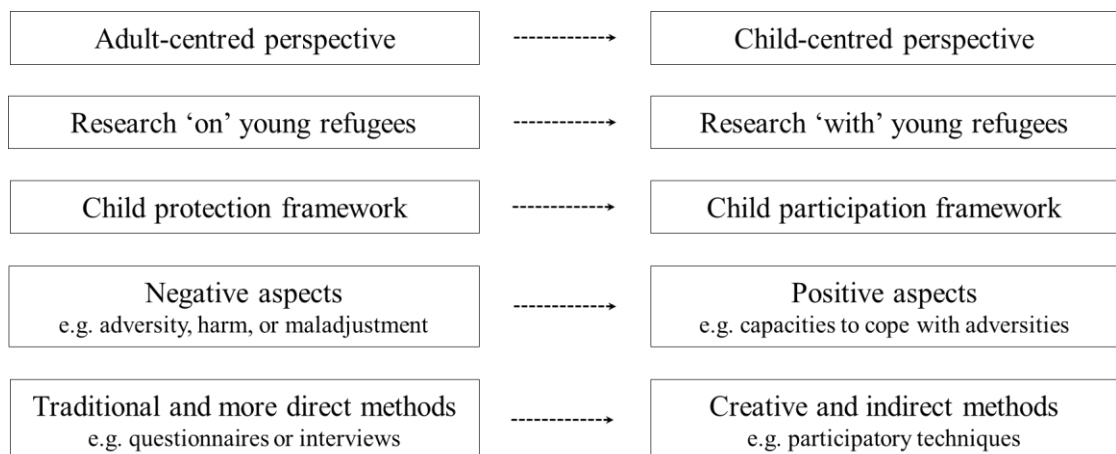 Adult-centred perspective
Child-centred perspective
Research ‘on’ young refugees
Research ‘with’ young refugees
Child protection framework
Child participation framework
Negative aspects
e.g. adversity, harm, or maladjustment
Positive aspects
e.g. capacities to cope with adversities
Traditional and more direct methods
e.g. questionnaires or interviews
Creative and indirect methods
e.g. participatory techniques